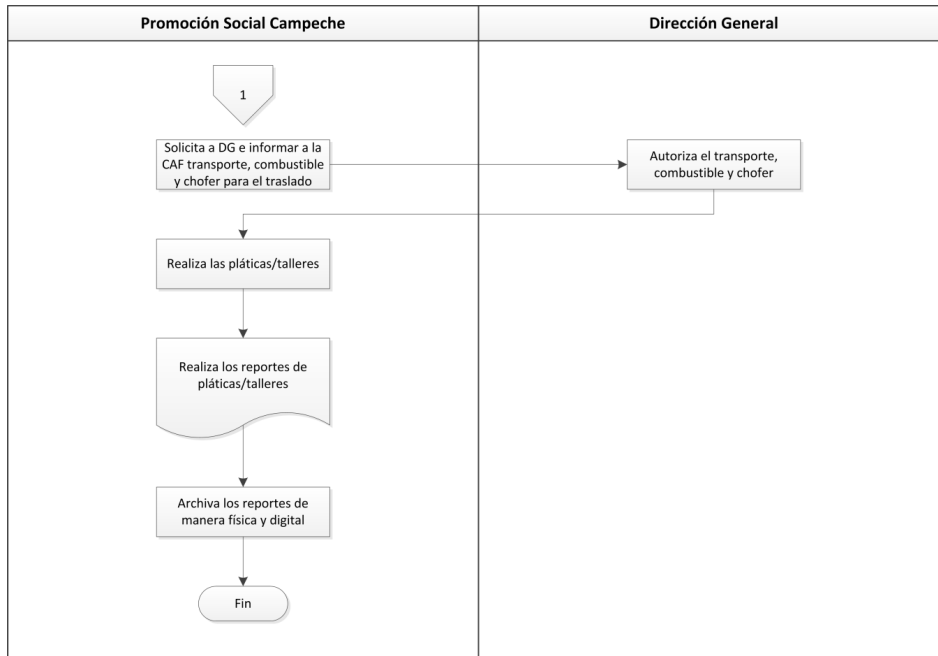 Promoción Social Campeche
Dirección General
1
Solicita a DG e informar a la
CAF transporte, combustible
y chofer para el traslado
Autoriza el transporte,
combustible y chofer
Realiza las pláticas/talleres
Realiza los reportes de
pláticas/talleres
Archiva los reportes de
manera física y digital
Fin